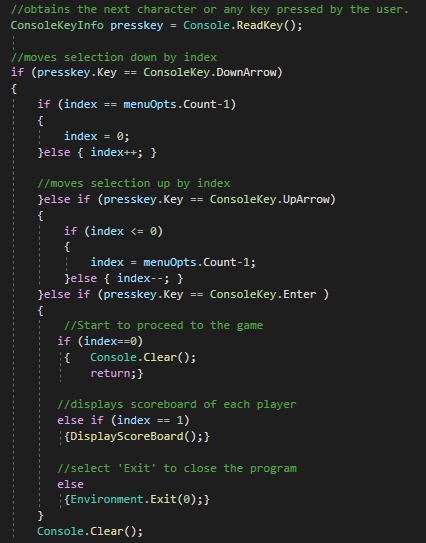 //obtains the next character or any key pressed by the user.
ConsoleKeyInfo presskey = Console.ReadKey();
//moves selection down by index
if (presskey.Key == ConsoleKey.DownArrow)
{
if (index == menuOpts.Count-1)
{
index = 0;
}else { index++; }
//moves selection up by index
}else if (presskey.Key == ConsoleKey.UpArrow)
{
if (index <= 0)
{
index = menuOpts.Count-1;
}else { index--; }
}else if (presskey.Key == ConsoleKey.Enter )
{
//Start to proceed to the game
if (index==0)
{   Console.Clear();
return;}
//displays scoreboard of each player
else if (index == 1)
{DisplayScoreBoard();}
//select 'Exit' to close the program
else
{Environment.Exit(0);}
}
Console.Clear();